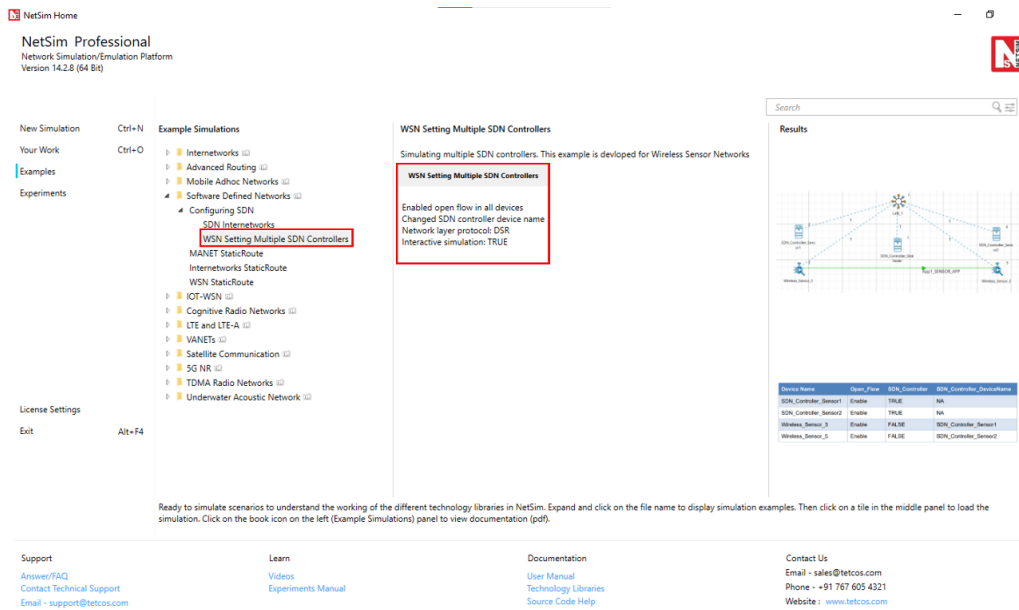 NetSim Home
NetSim Professional
Network Simulation/Emulation Platform
Version 14.2.8 (64 Bit)
Search
New Simulation Ctrl+N
Your Work Ctrl+O
Examples
Experiments
License Settings
Exit Alt+F4
Example Simulations
Internetworks
Advanced Routing
Mobile Adhoc Networks
Software Defined Networks
Configuring SDN
SDN Internetworks
WSN Setting Multiple SDN Controllers
MANET StaticRoute
Internetworks StaticRoute
WSN StaticRoute
IOT-WSN
Cognitive Radio Networks
LTE and LTE-A
VANETs
Satellite Communication
5G NR
TDMA Radio Networks
Underwater Acoustic Network
WSN Setting Multiple SDN Controllers
Simulating multiple SDN controllers. This example is devloped for Wireless Sensor Networks
WSN Setting Multiple SDN Controllers
Enabled open flow in all devices
Changed SDN controller device name
Network layer protocol: DSR
Interactive simulation: TRUE
Results
App1_SENSOR_APP
Device Name Open_Flow SDN_Controller SDN_Controller_DeviceName
SDN_Controller_Sensor1 Enable TRUE NA
SDN_Controller_Sensor2 Enable TRUE NA
Wireless_Sensor_3 Enable FALSE SDN_Controller_Sensor1
Wireless_Sensor_5 Enable FALSE SDN_Controller_Sensor2
Ready to simulate scenarios to understand the working of the different technology libraries in NetSim. Expand and click on the file name to display simulation examples. Then click on a tile in the middle panel to load the
simulation. Click on the book icon on the left (Example Simulations) panel to view documentation (pdf).
Support
Answer/FAQ
Contact Technical Support
Email - support@tetcos.com
Learn
Videos
Experiments Manual
Documentation
User Manual
Technology Libraries
Source Code Help
Contact Us
Email - sales@tetcos.com
Phone - +91 767 605 4321
Website : www.tetcos.com